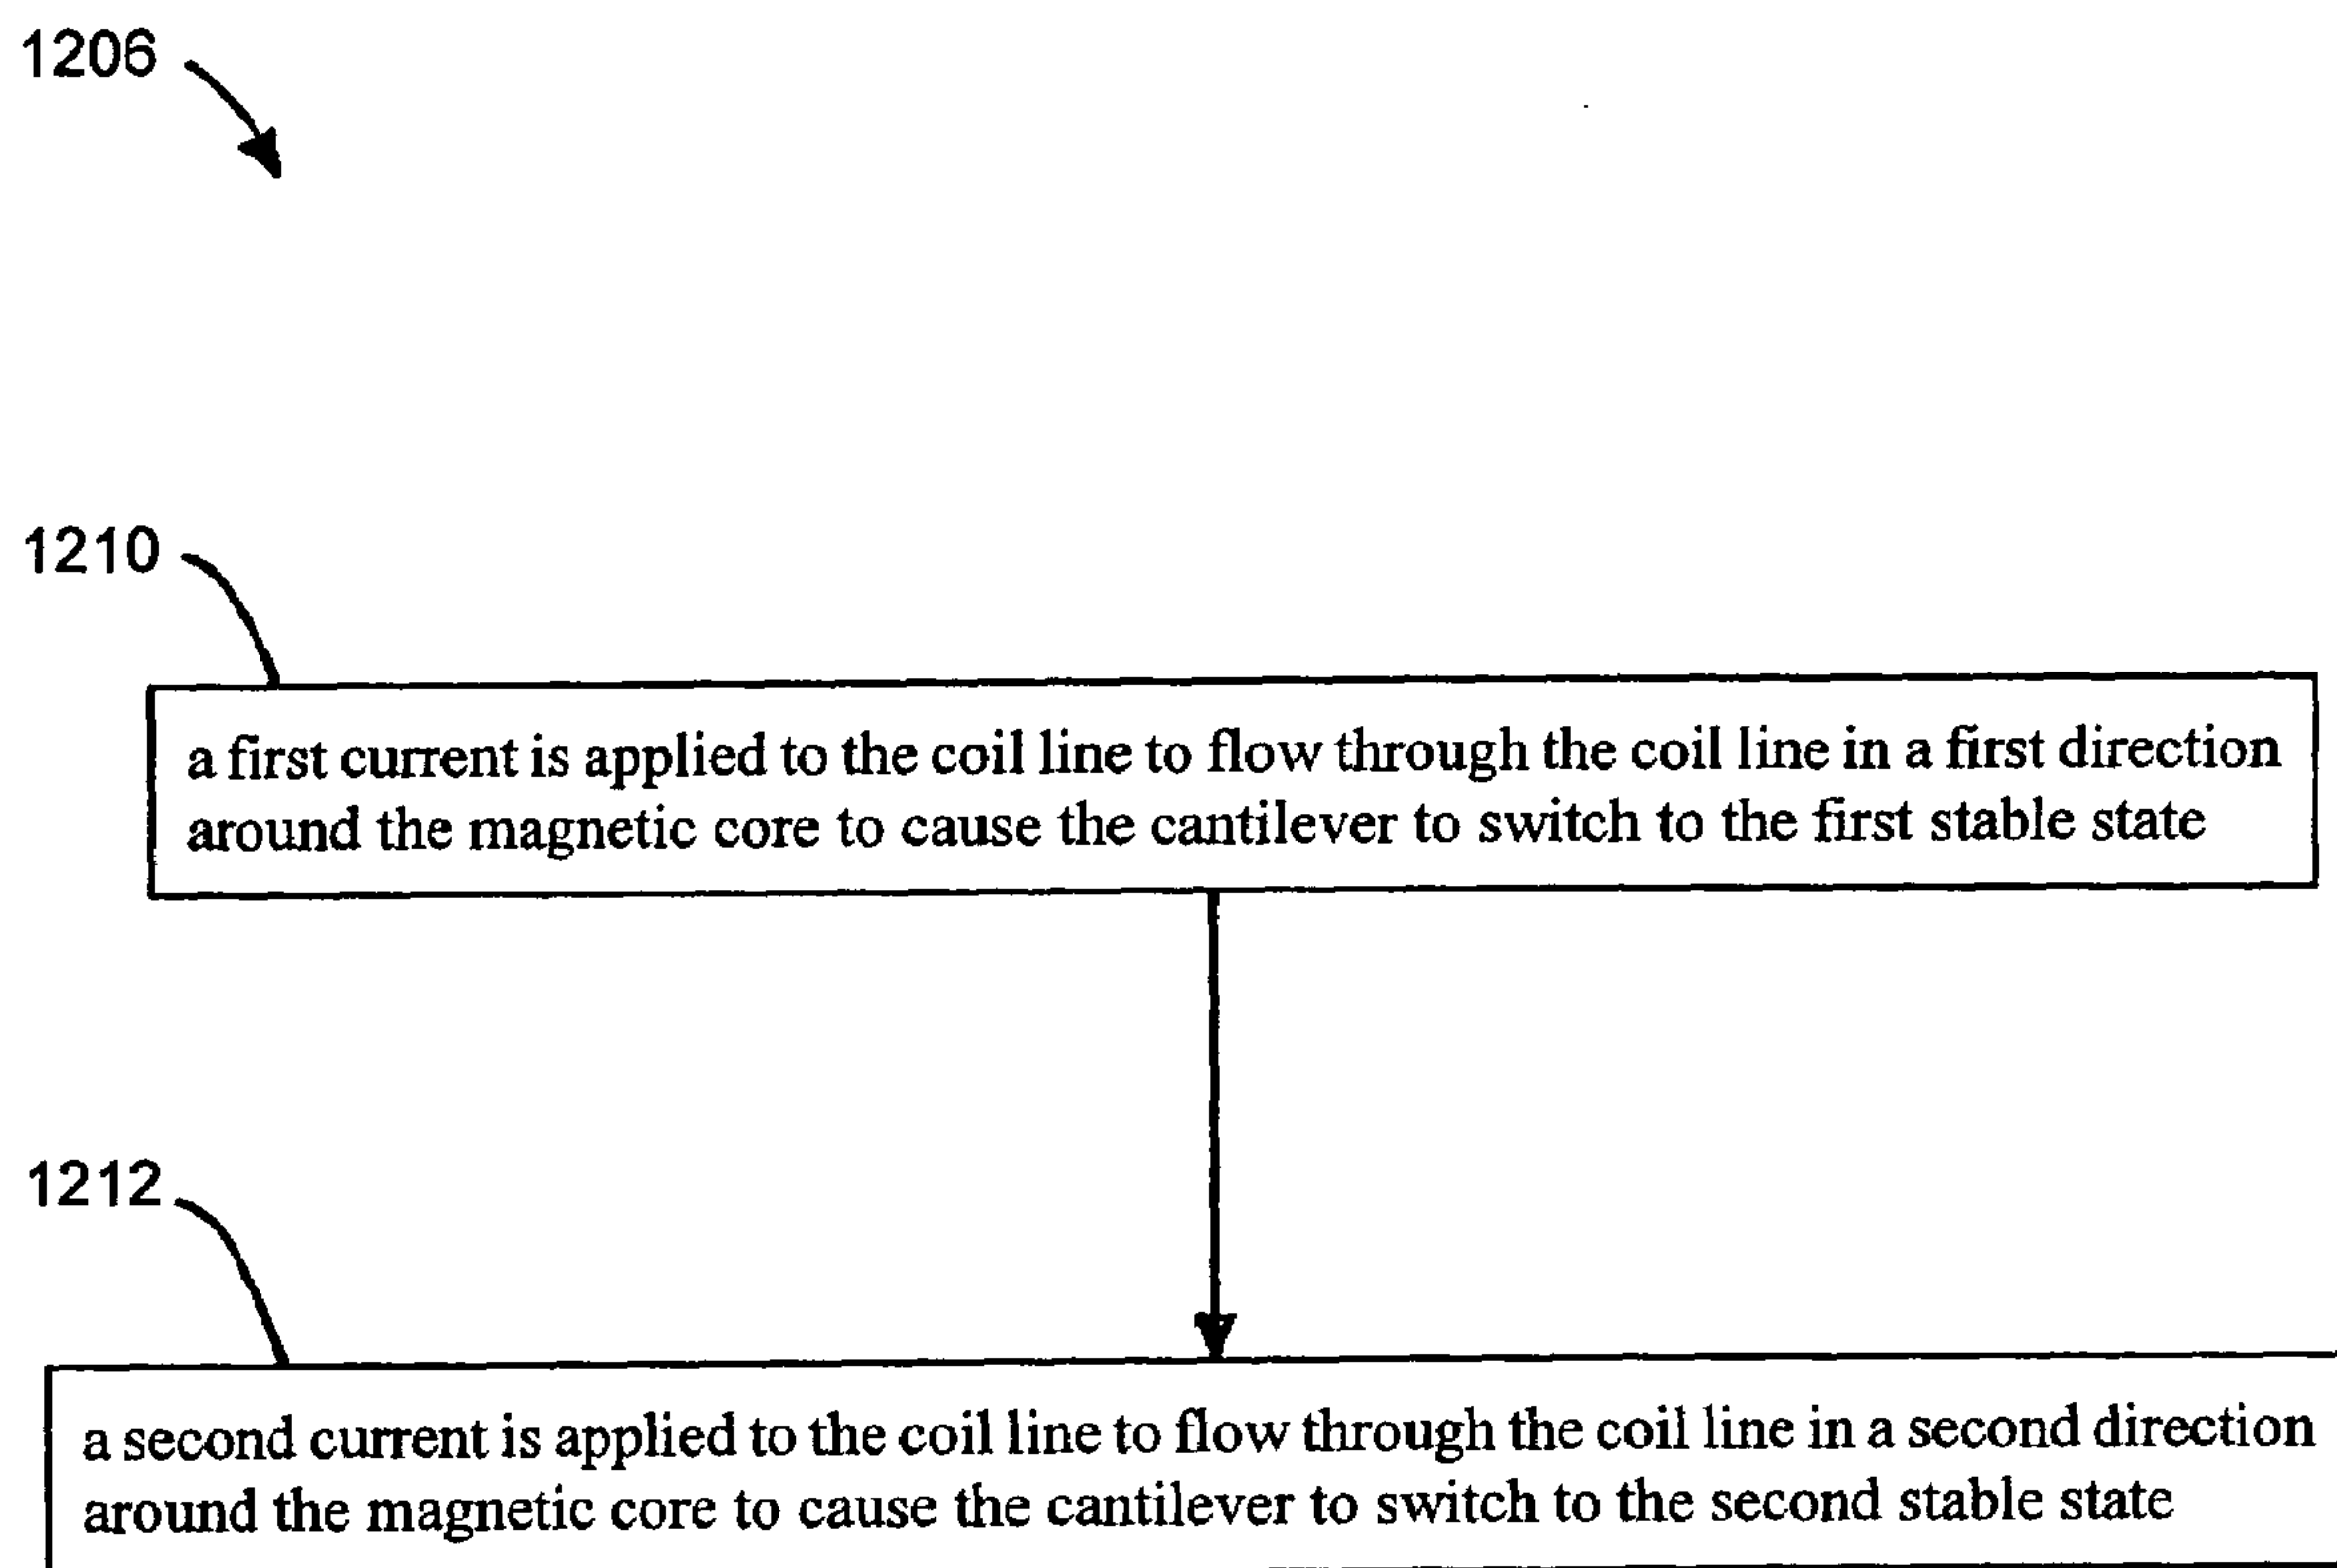 1206
1210
a first current is applied to the coil line to flow through the coil line in a first direction
around the magnetic core to cause the cantilever to switch to the first stable state
1212
a second current is applied to the coil line to flow through the coil line in a second direction
around the magnetic core to cause the cantilever to switch to the second stable state